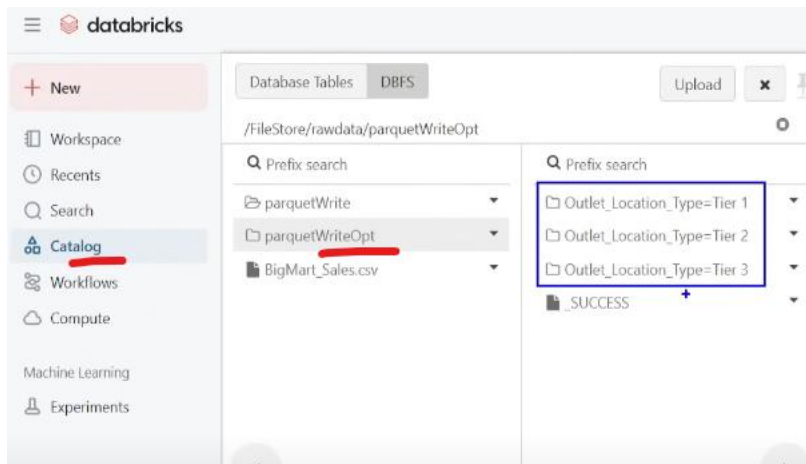 databricks
New
Workspace
Recents
Search
Catalog
Workflows
Compute
Machine Learning
Experiments
Database Tables DBFS
Upload
/FileStore/rawdata/parquetWriteOpt
Prefix search
parquetWrite
parquetWriteOpt
BigMart_Sales.csv
Prefix search
Outlet_Location_Type=Tier 1
Outlet_Location_Type=Tier 2
Outlet_Location_Type=Tier 3
_SUCCESS